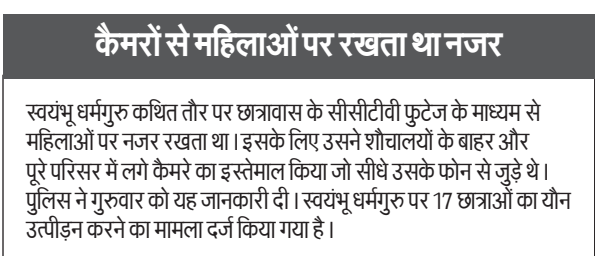 कैमरों से महिलाओं पर रखता था नजर
स्वयंभू धर्मगुरु कथित तौर पर छात्रावास के सीसीटीवी फुटेज के माध्यम से
महिलाओं पर नजर रखता था । इसके लिए उसने शौचालयों के बाहर और
पूरे परिसर में लगे कैमरे का इस्तेमाल किया जो सीधे उसके फोन से जुड़े थे ।
पुलिस ने गुरुवार को यह जानकारी दी । स्वयंभू धर्मगुरु पर 17 छात्राओं का यौन
उत्पीड़न करने का मामला दर्ज किया गया है ।